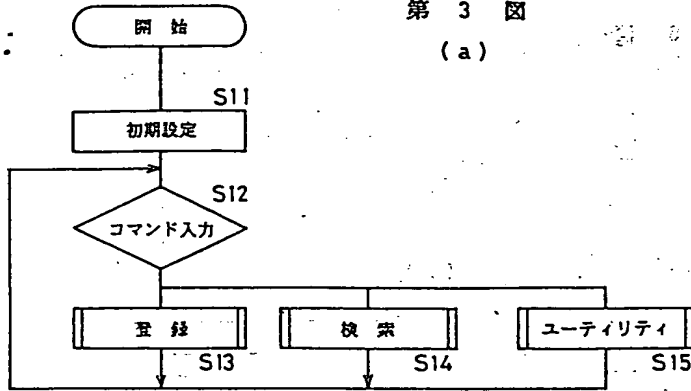 第 3 図
(a)
開 始
S11
初期設定
S12
コマンド入力
登 録
検 索
ユーティリティ
S13
S14
S15